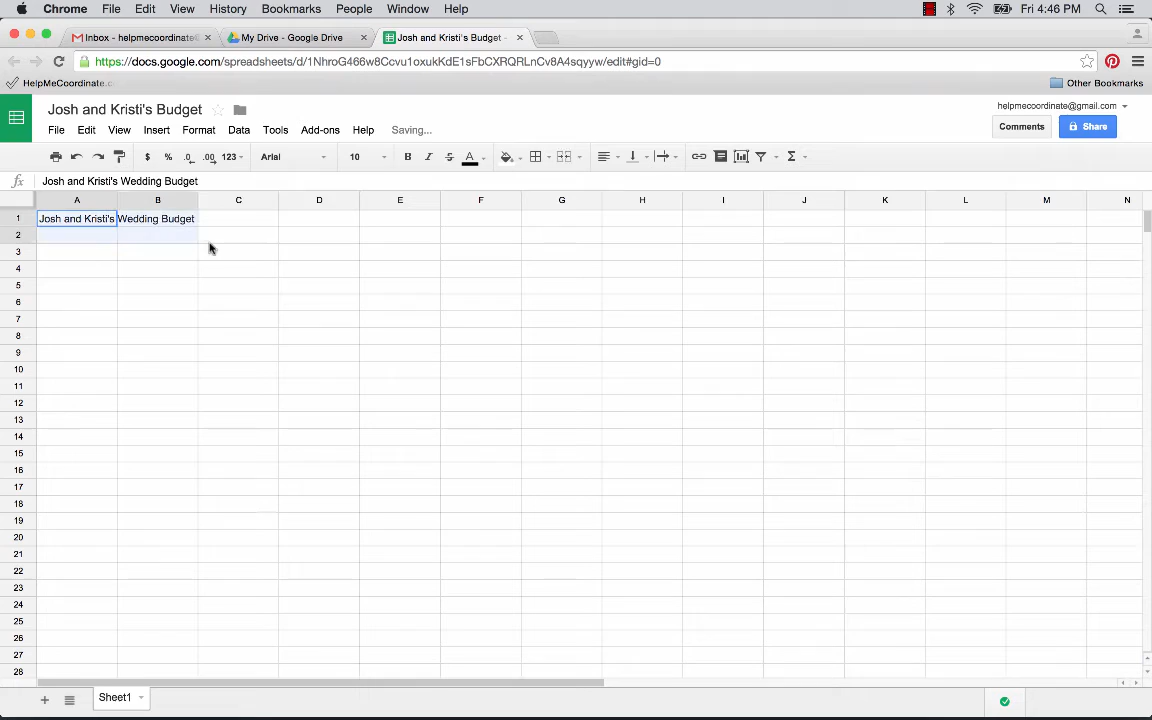 Chrome File Edit View History Bookmarks People Window Help Fri 4:46 PM
Inbox - helpmecoordinate@ My Drive - Google Drive Josh and Kristi's Budget -
https://docs.google.com/spreadsheets/d/1NhroG466w8Ccvu1oxukKdE1sFbCXRQRLnCv8A4sqyyw/edit#gid=0
HelpMeCoordinate.c Other Bookmarks
Josh and Kristi's Budget helpmecoordinate@gmail.com
File Edit View Insert Format Data Tools Add-ons Help Saving... Comments Share
$ % .0 .00 123 Arial 10 B I S A Σ
fx Josh and Kristi's Wedding Budget
A B C D E F G H I J K L M N
1 Josh and Kristi's Wedding Budget
2
3
4
5
6
7
8
9
10
11
12
13
14
15
16
17
18
19
20
21
22
23
24
25
26
27
28
+ Sheet1